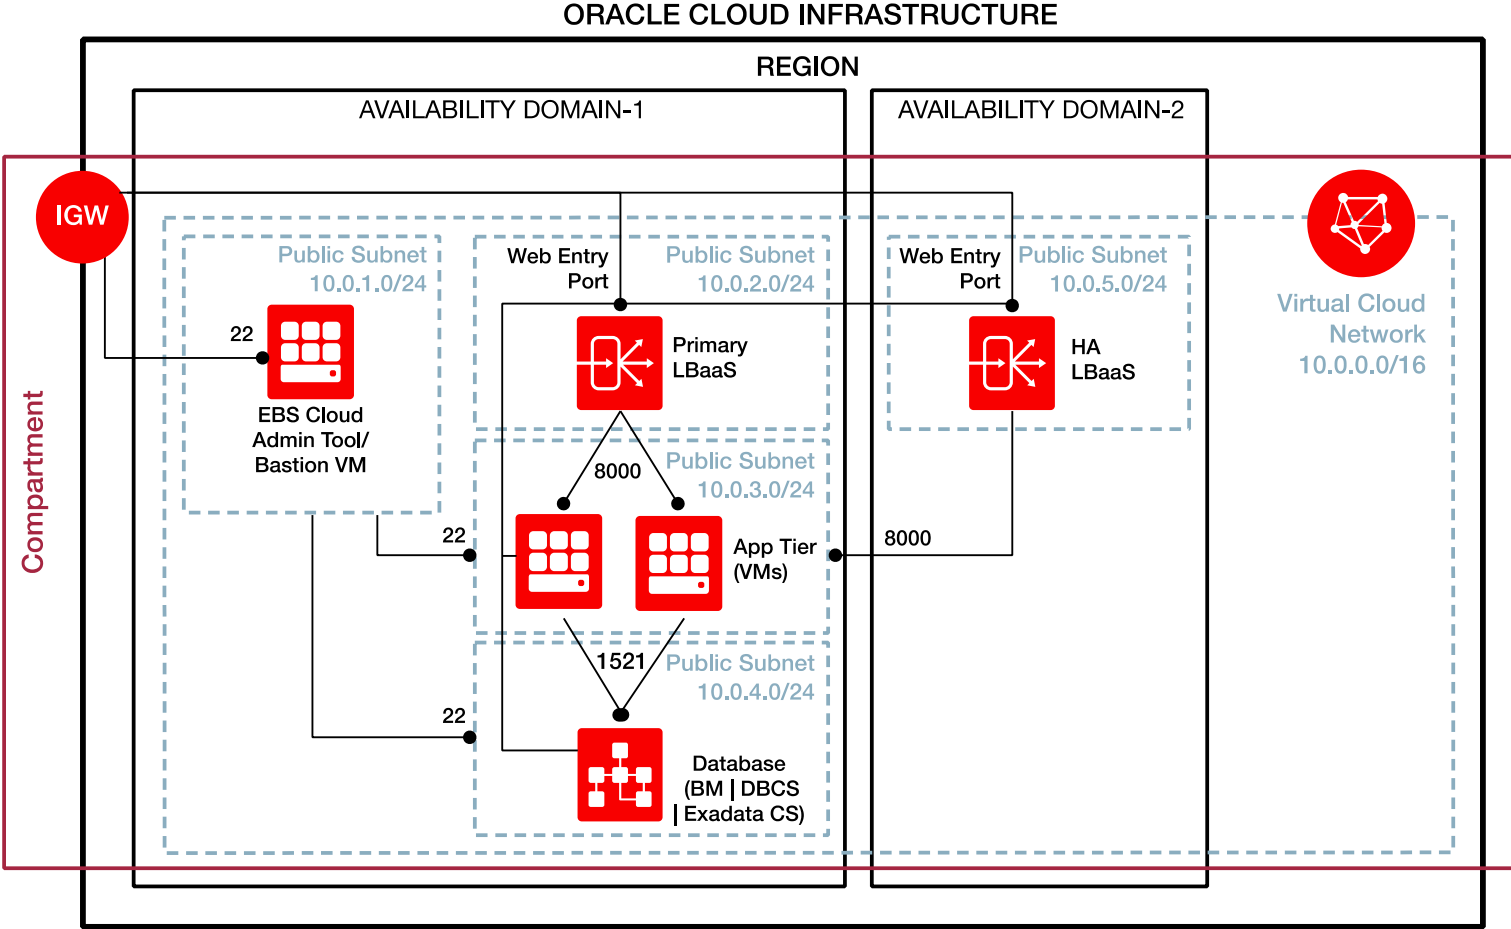 ORACLE CLOUD INFRASTRUCTURE
REGION
AVAILABILITY DOMAIN-1
AVAILABILITY DOMAIN-2
IGW
Compartment
Public Subnet
10.0.1.0/24
22
EBS Cloud
Admin Tool/
Bastion VM
Web Entry
Port
Public Subnet
10.0.2.0/24
Primary
LBaaS
Web Entry
Port
Public Subnet
10.0.5.0/24
HA
LBaaS
Virtual Cloud
Network
10.0.0.0/16
8000
Public Subnet
10.0.3.0/24
22
App Tier
(VMs)
8000
1521
Public Subnet
10.0.4.0/24
22
Database
(BM | DBCS
| Exadata CS)